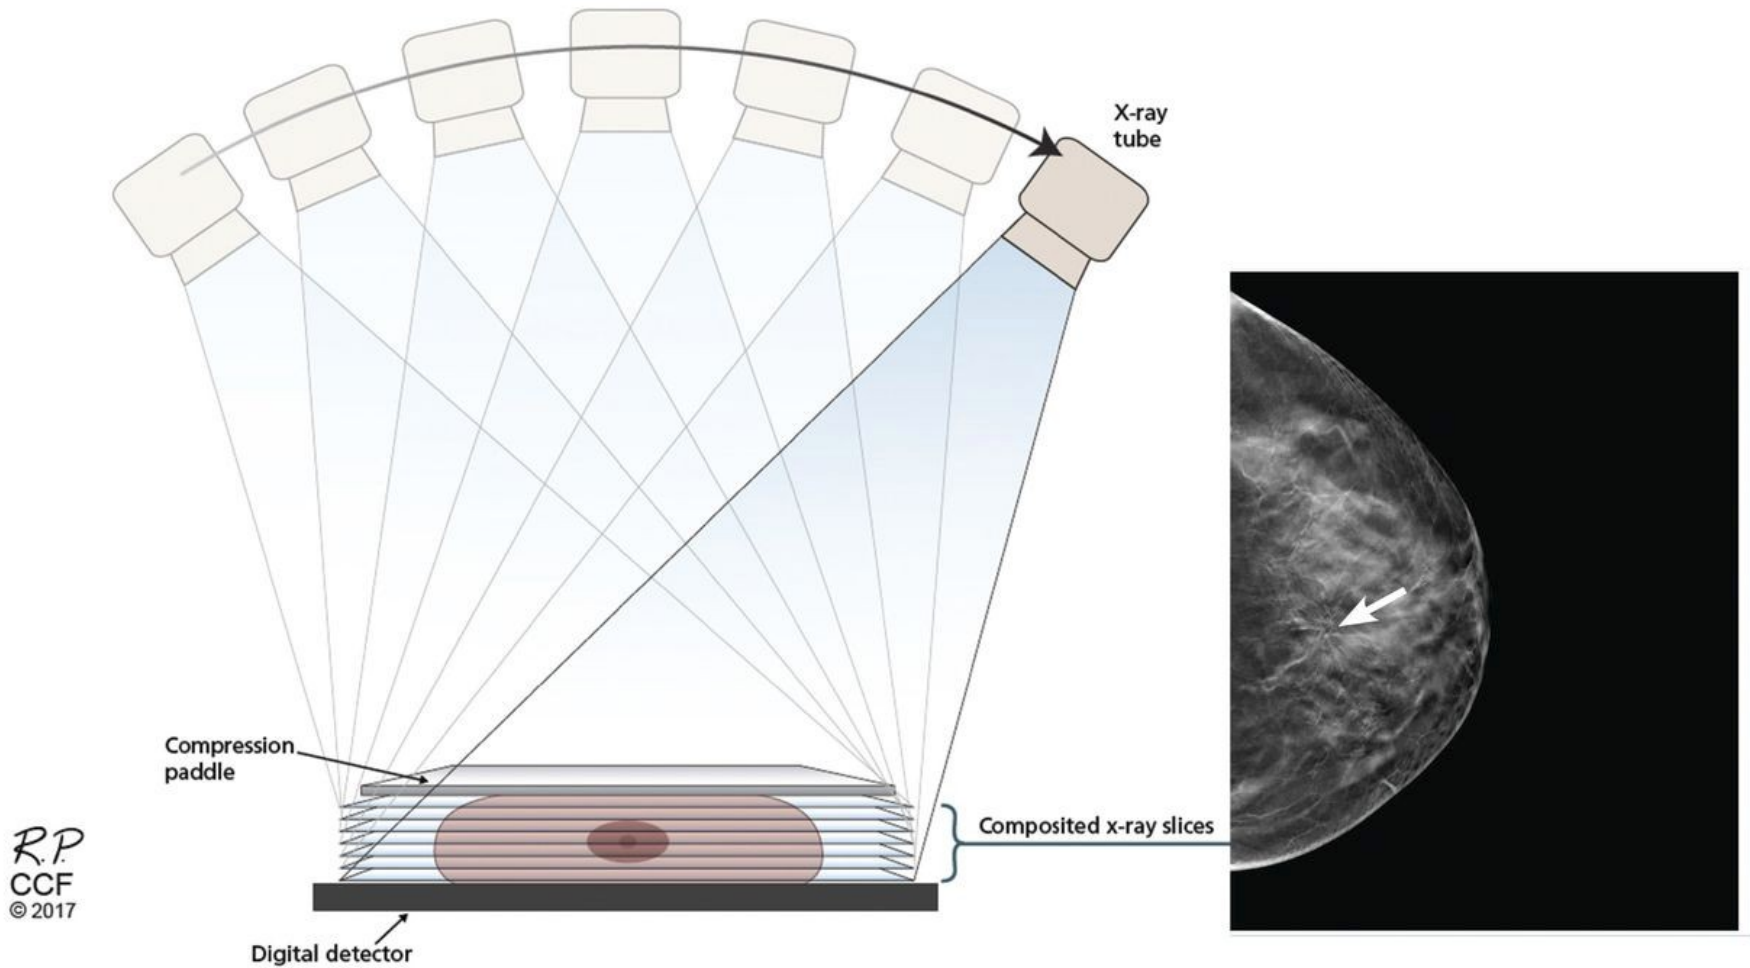 X-ray
tube
Compression
paddle
Composited x-ray slices
R.P.
CCF
© 2017
Digital detector